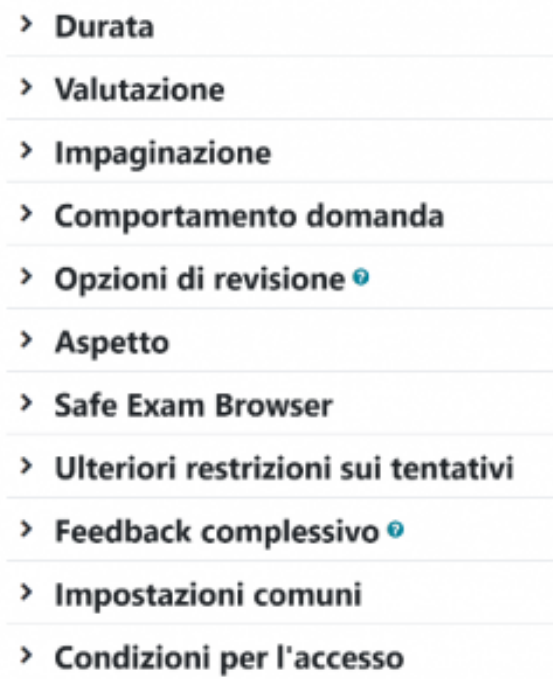 Durata
Valutazione
Impaginazione
Comportamento domanda
Opzioni di revisione
Aspetto
Safe Exam Browser
Ulteriori restrizioni sui tentativi
Feedback complessivo
Impostazioni comuni
Condizioni per l'accesso